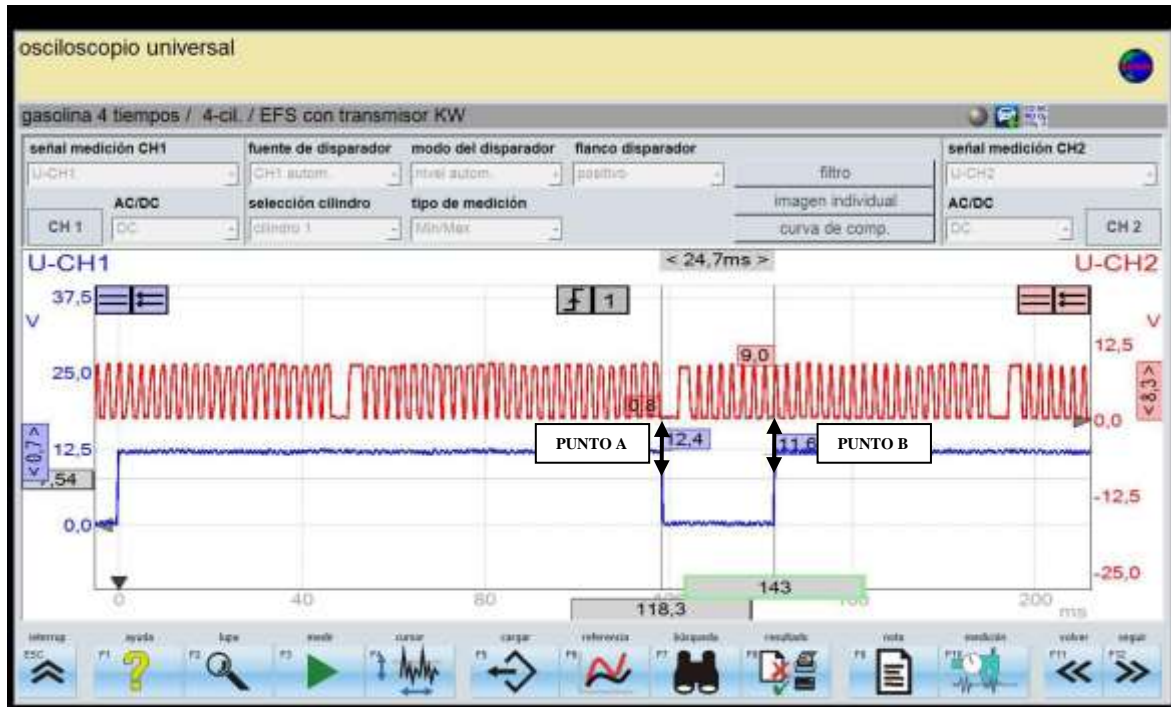 osciloscopio universal
gasolina 4 tiempos / 4-cil. / EFS con transmisor KW
señal medición CH1 fuente de disparador modo del disparador flanco disparador señal medición CH2
U-CH1 CH1 autom. nivel autom. positivo filtro U-CH2
AC/DC selección cilindro tipo de medición imagen individual AC/DC
CH 1 DC cilindro 1 Min/Max curva de comp. DC CH 2
U-CH1 < 24,7ms > U-CH2
37,5 1
V V
12,5
25,0 9,0 < 8,3 >
0,8 0,0
12,5 PUNTO A 12,4 11,6 PUNTO B
< 0,7 >
7,54
-12,5
0,0
-25,0
143
0 40 80 200
118,3 ms
interrup. ayuda lupa medir cursor cargar referencia búsqueda resultado nota medición volver seguir
ESC F1 F2 F3 F4 F5 F6 F7 F8 F9 F10 F11 F12